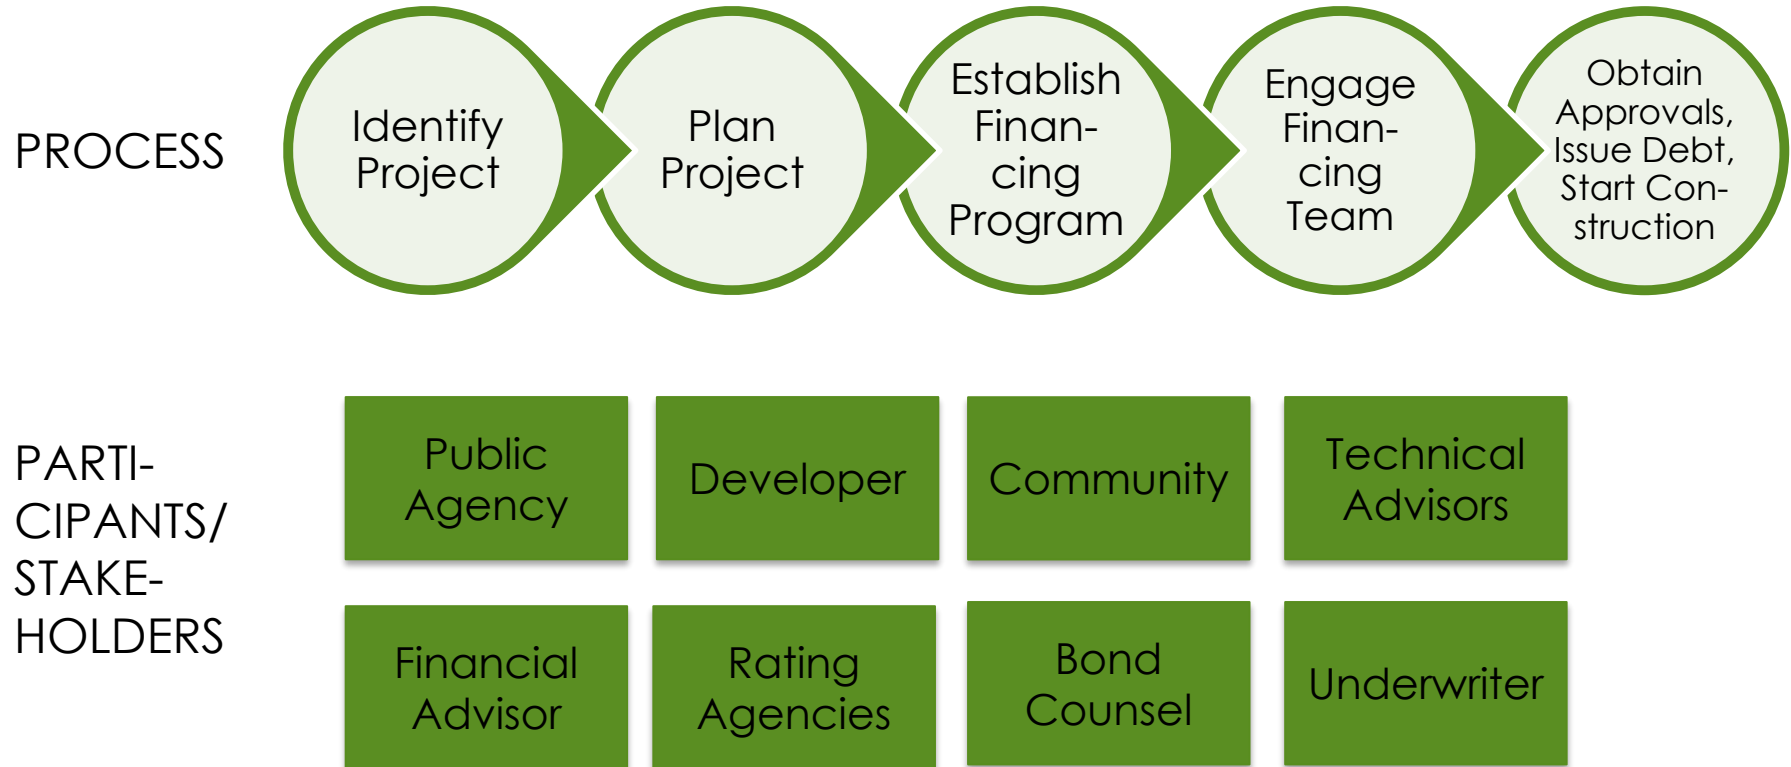 PROCESS
Identify
Project
Plan
Project
Establish
Finan-
cing
Program
Engage
Finan-
cing
Team
Obtain
Approvals,
Issue Debt,
Start Con-
struction
PARTI-
CIPANTS/
STAKE-
HOLDERS
Public
Agency
Developer
Community
Technical
Advisors
Financial
Advisor
Rating
Agencies
Bond
Counsel
Underwriter